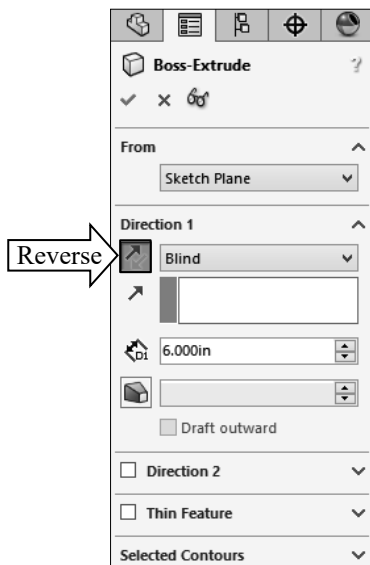 Boss-Extrude ?
From
Sketch Plane
Direction 1
Reverse
Blind
D1 6.000in
Draft outward
Direction 2
Thin Feature
Selected Contours